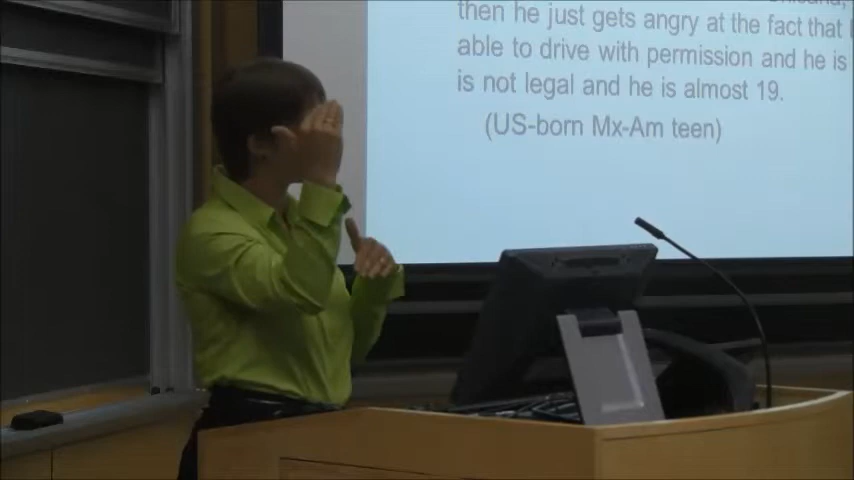 then he just gets angry at the fact that
able to drive with permission and he is
is not legal and he is almost 19.
(US-born Mx-Am teen)